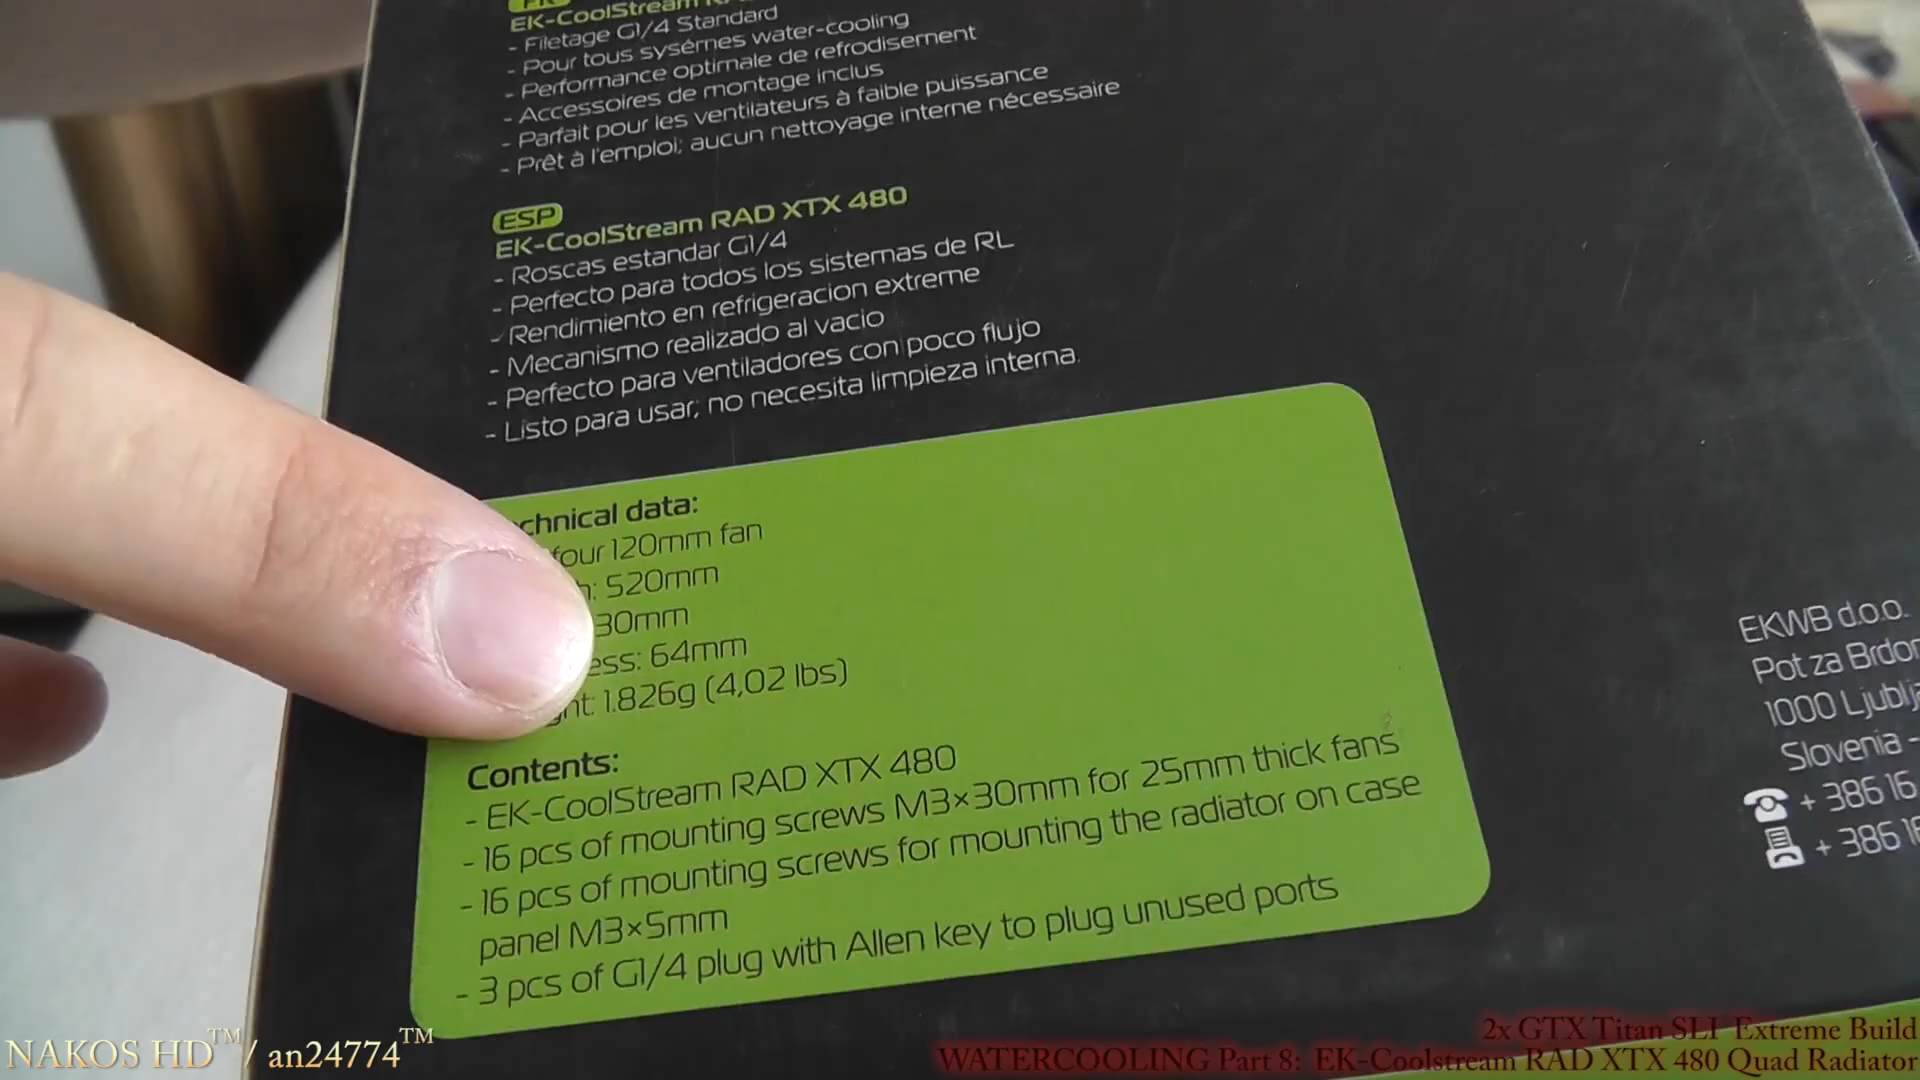 FR
EK-CoolStream
- Filetage G1/4 Standard
- Pour tous sysémes water-cooling
- Performance optimale de refrodisement
- Accessoires de montage inclus
- Parfait pour les ventilateurs à faible puissance
- Prêt à l'emploi; aucun nettoyage interne nécessaire
ESP
EK-CoolStream RAD XTX 480
- Roscas estandar G1/4
- Perfecto para todos los sistemas de RL
- Rendimiento en refrigeracion extreme
- Mecanismo realizado al vacio
- Perfecto para ventiladores con poco flujo
- Listo para usar; no necesita limpieza interna.
data:
four 120mm fan
520mm
64mm
1.826g (4,02 lbs)
Contents:
- EK-CoolStream RAD XTX 480
- 16 pcs of mounting screws M3×30mm for 25mm thick fans
- 16 pcs of mounting screws for mounting the radiator on case
panel M3×5mm
- 3 pcs of G1/4 plug with Allen key to plug unused ports
EKWB d.o.o.
Pot za
1000
Slovenia -
+ 386 16
+ 386
NAKOS HD™/ an24774™
2x GTX Titan SLI Extreme Build
WATERCOOLING Part 8: EK-Coolstream RAD XTX 480 Quad Radiator